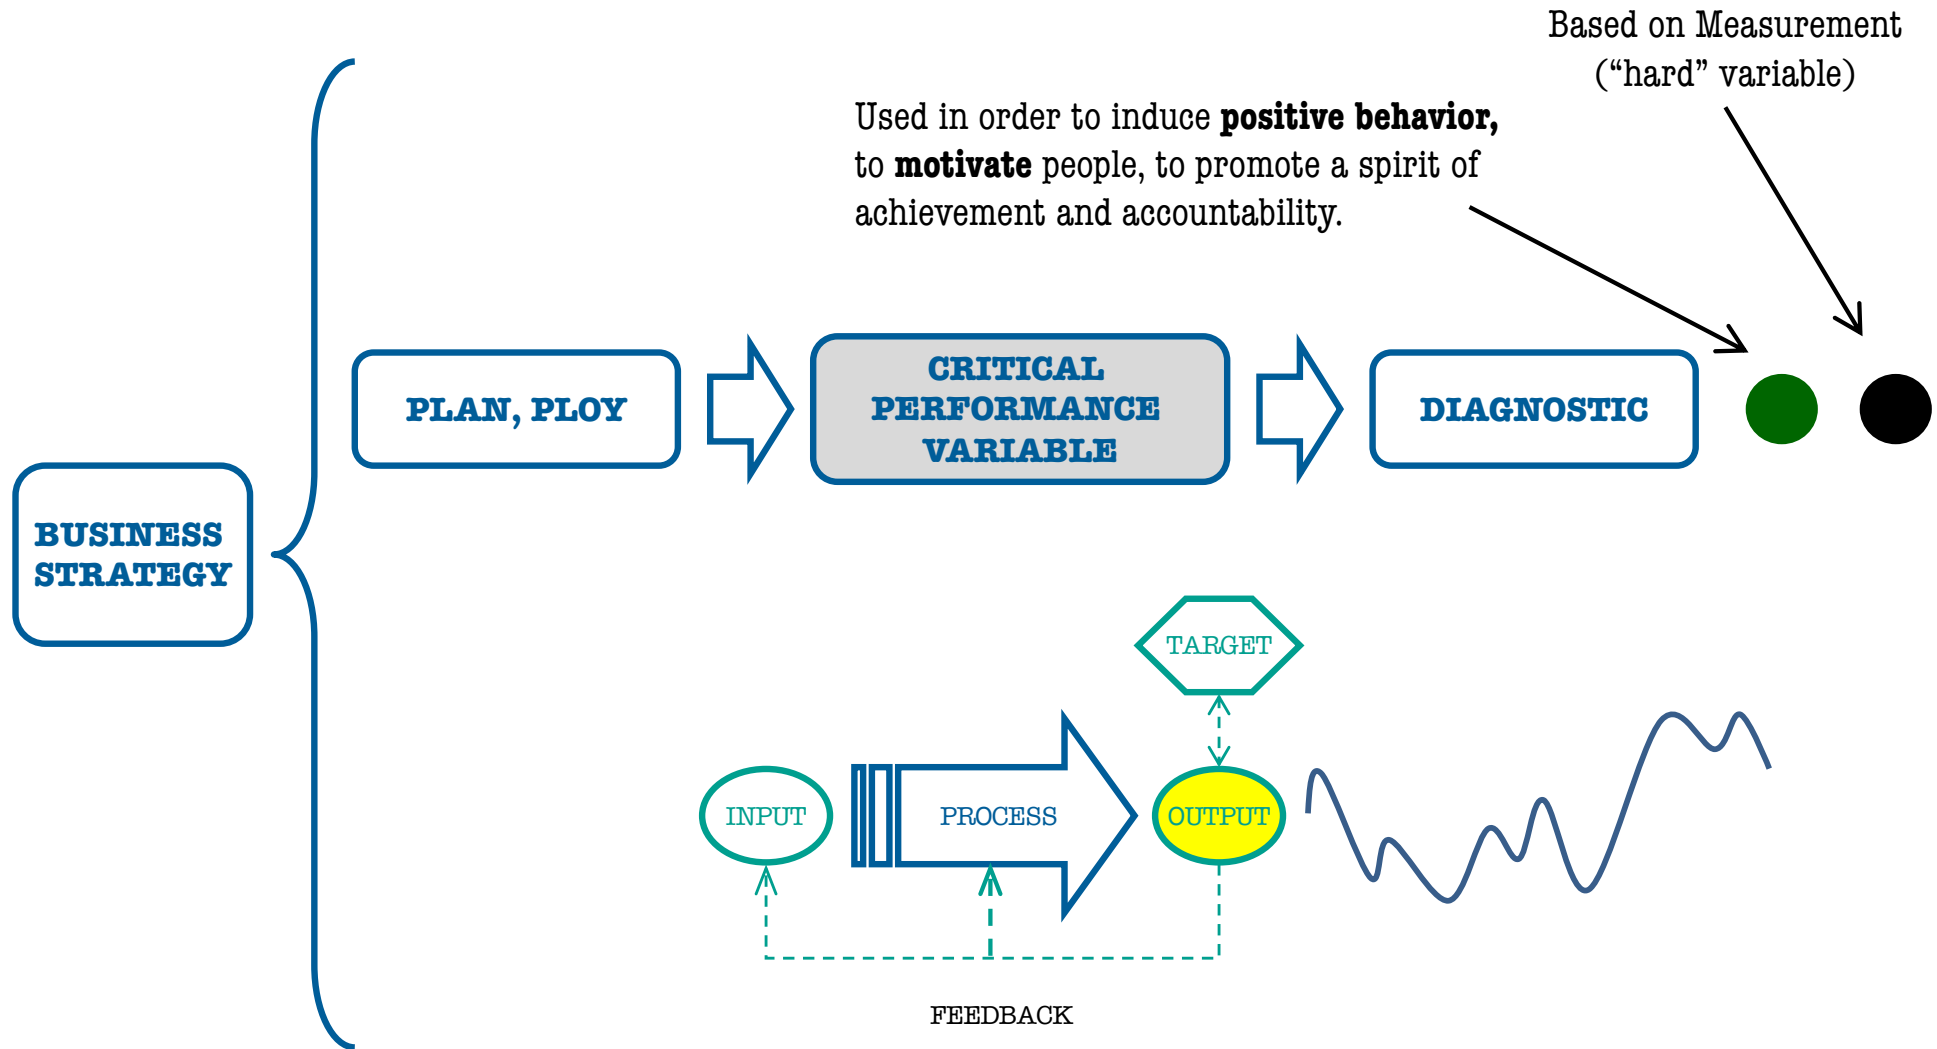 Based on Measurement
(“hard” variable)
Used in order to induce positive behavior,
to motivate people, to promote a spirit of
achievement and accountability.
PLAN, PLOY
CRITICAL
PERFORMANCE
VARIABLE
DIAGNOSTIC
BUSINESS
STRATEGY
TARGET
INPUT
PROCESS
OUTPUT
FEEDBACK